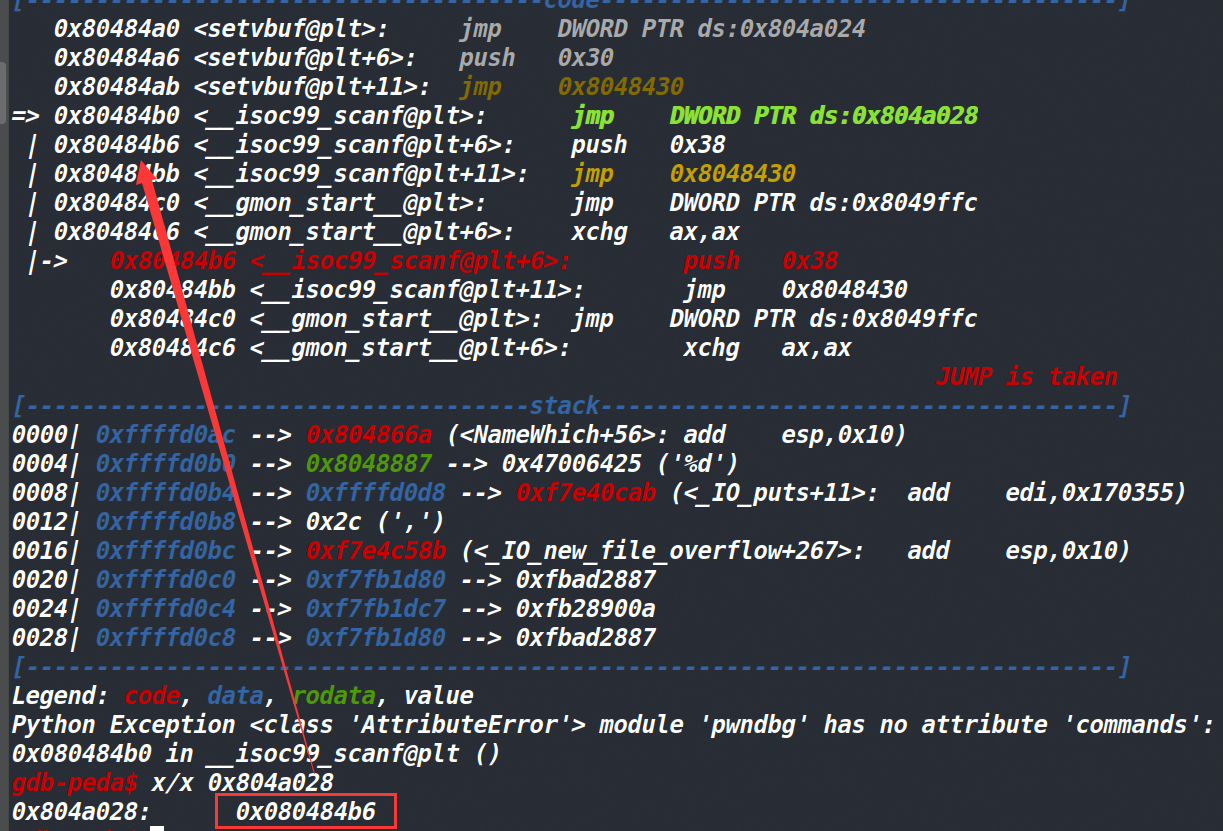 [-------------------------------------code-------------------------------------]
   0x80484a0 <setvbuf@plt>:	jmp    DWORD PTR ds:0x804a024
   0x80484a6 <setvbuf@plt+6>:	push   0x30
   0x80484ab <setvbuf@plt+11>:	jmp    0x8048430
=> 0x80484b0 <__isoc99_scanf@plt>:	jmp    DWORD PTR ds:0x804a028
 | 0x80484b6 <__isoc99_scanf@plt+6>:	push   0x38
 | 0x80484bb <__isoc99_scanf@plt+11>:	jmp    0x8048430
 | 0x80484c0 <__gmon_start__@plt>:	jmp    DWORD PTR ds:0x8049ffc
 | 0x80484c6 <__gmon_start__@plt+6>:	xchg   ax,ax
 |->   0x80484b6 <__isoc99_scanf@plt+6>:	push   0x38
       0x80484bb <__isoc99_scanf@plt+11>:	jmp    0x8048430
       0x80484c0 <__gmon_start__@plt>:	jmp    DWORD PTR ds:0x8049ffc
       0x80484c6 <__gmon_start__@plt+6>:	xchg   ax,ax
JUMP is taken
[------------------------------------stack-------------------------------------]
0000| 0xffffd0ac --> 0x804866a (<NameWhich+56>:	add    esp,0x10)
0004| 0xffffd0b0 --> 0x8048887 --> 0x47006425 ('%d')
0008| 0xffffd0b4 --> 0xffffd0d8 --> 0xf7e40cab (<_IO_puts+11>:	add    edi,0x170355)
0012| 0xffffd0b8 --> 0x2c (',')
0016| 0xffffd0bc --> 0xf7e4c58b (<_IO_new_file_overflow+267>:	add    esp,0x10)
0020| 0xffffd0c0 --> 0xf7fb1d80 --> 0xfbad2887
0024| 0xffffd0c4 --> 0xf7fb1dc7 --> 0xfb28900a
0028| 0xffffd0c8 --> 0xf7fb1d80 --> 0xfbad2887
[------------------------------------------------------------------------------]
Legend: code, data, rodata, value
Python Exception <class 'AttributeError'> module 'pwndbg' has no attribute 'commands':
0x080484b0 in __isoc99_scanf@plt ()
gdb-peda$ x/x 0x804a028
0x804a028:	0x080484b6